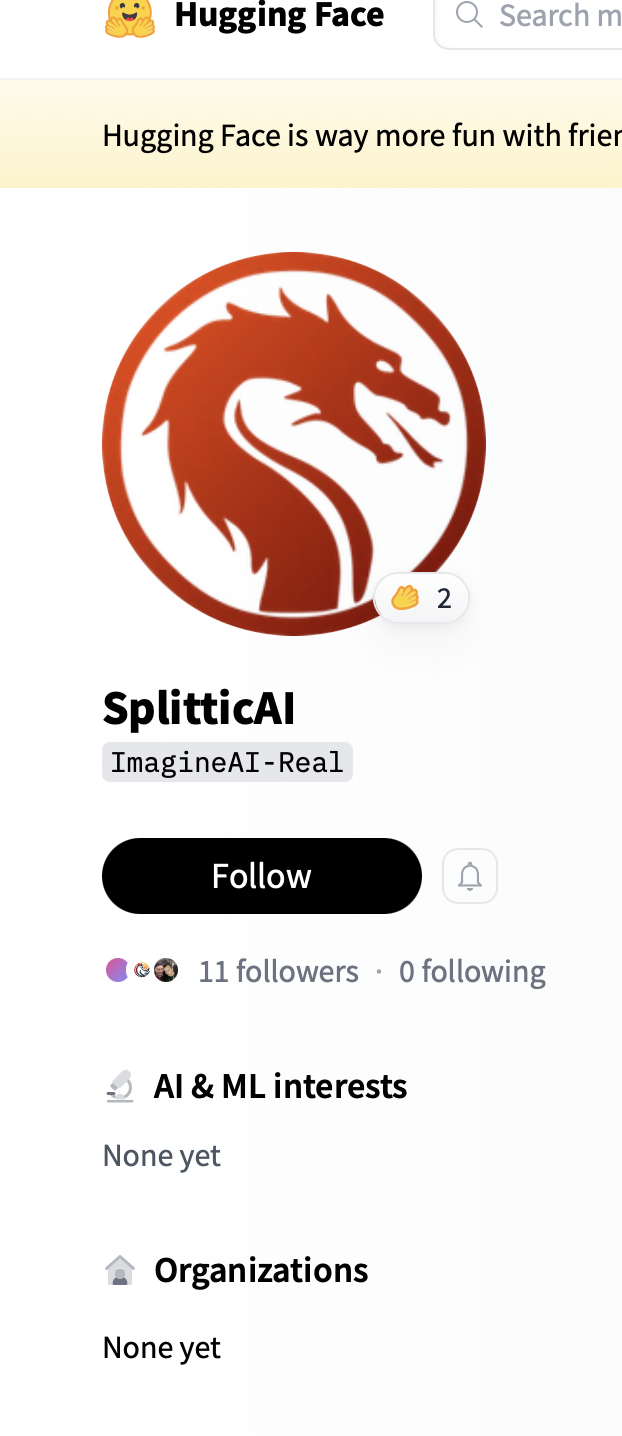 Hugging Face
Search m
Hugging Face is way more fun with frien
2
SplitticAI
ImagineAI-Real
Follow
11 followers · 0 following
AI & ML interests
None yet
Organizations
None yet